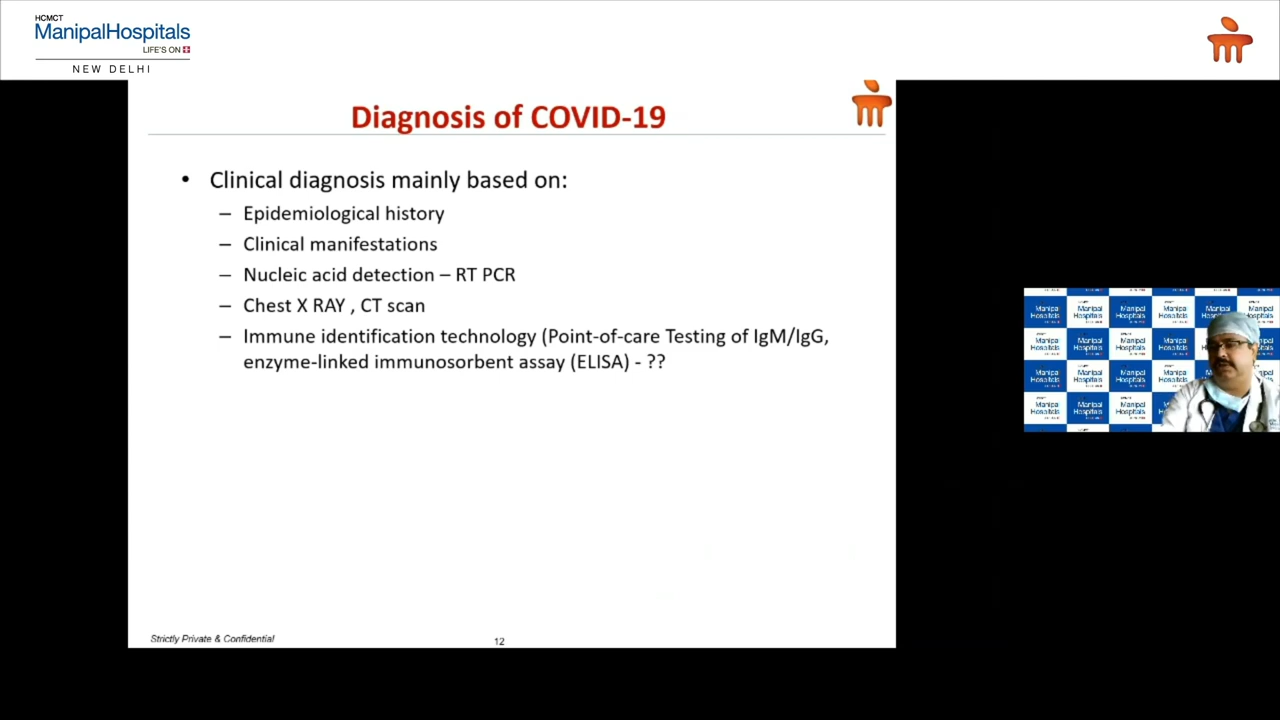 HCMCT
ManipalHospitals
LIFE'S ON
NEW DELHI
Diagnosis of COVID-19
• Clinical diagnosis mainly based on:
– Epidemiological history
– Clinical manifestations
– Nucleic acid detection – RT PCR
– Chest X RAY , CT scan
– Immune identification technology (Point-of-care Testing of IgM/IgG,
enzyme-linked immunosorbent assay (ELISA) - ??
Strictly Private & Confidential
12
Manipal
Hospitals